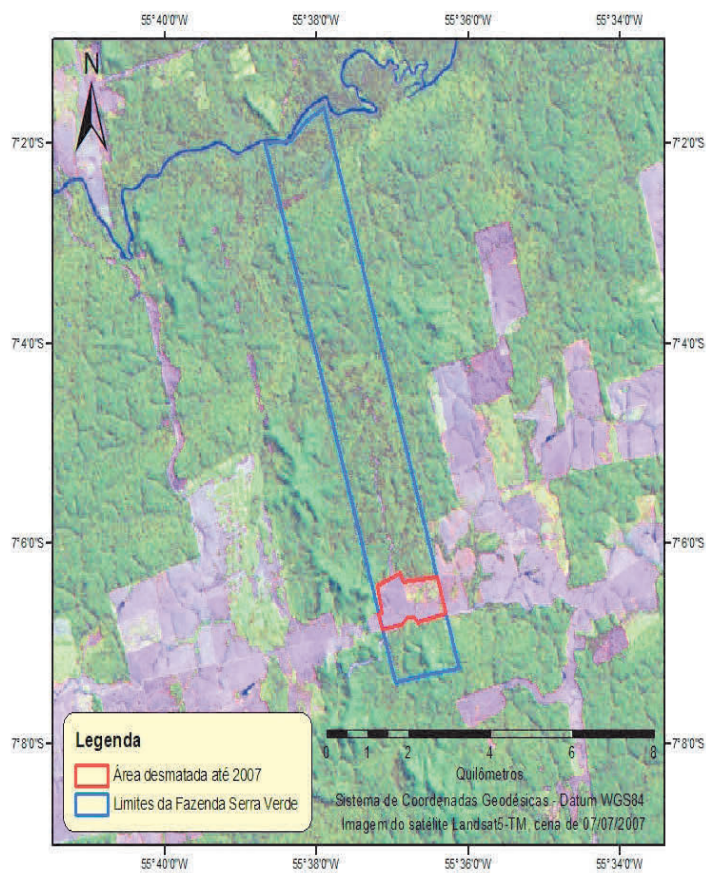 55°40'0"W 55°38'0"W 55°36'0"W 55°34'0"W
N
7°2'0"S 7°2'0"S
7°4'0"S 7°4'0"S
7°6'0"S 7°6'0"S
7°8'0"S 7°8'0"S
Legenda
Área desmatada até 2007
Limites da Fazenda Serra Verde
0 1 2 4 6 8
Quilômetros
Sistema de Coordenadas Geodésicas - Datum WGS84
Imagem do satélite Landsat5-TM, cena de 07/07/2007
55°40'0"W 55°38'0"W 55°36'0"W 55°34'0"W